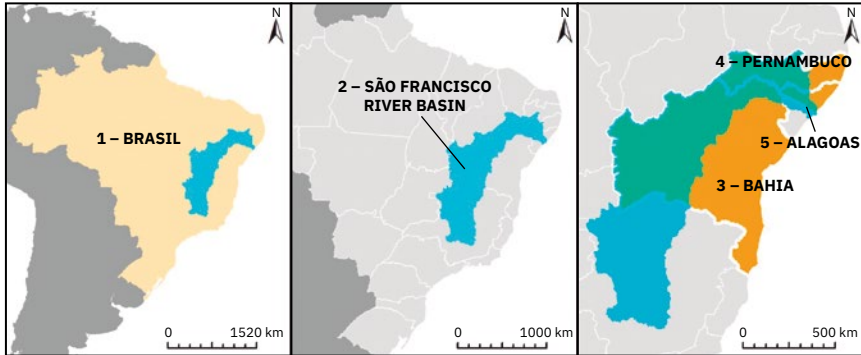 N
1 – BRASIL
0 1520 km
N
2 – SÃO FRANCISCO
RIVER BASIN
0 1000 km
N
4 – PERNAMBUCO
5 – ALAGOAS
3 – BAHIA
0 500 km